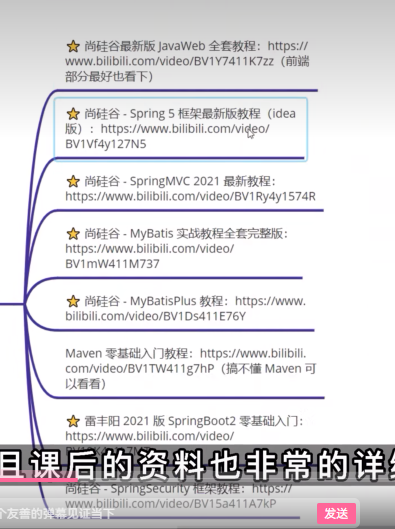 尚硅谷最新版 JavaWeb 全套教程：https://
www.bilibili.com/video/BV1Y7411K7zz（前端
部分最好也看下）
尚硅谷 - Spring 5 框架最新版教程（idea
版）：https://www.bilibili.com/video/
BV1Vf4y127N5
尚硅谷 - SpringMVC 2021 最新教程：
https://www.bilibili.com/video/BV1Ry4y1574R
尚硅谷 - MyBatis 实战教程全套完整版：
https://www.bilibili.com/video/
BV1mW411M737
尚硅谷 - MyBatisPlus 教程：https://www.
bilibili.com/video/BV1Ds411E76Y
Maven 零基础入门教程：https://www.bilibili.
com/video/BV1TW411g7hP（搞不懂 Maven 可
以看看）
雷丰阳 2021 版 SpringBoot2 零基础入门：
https://www.bilibili.com/video/
且课后的资料也非常的详细
尚硅谷 - SpringSecurity 框架教程：https://
www.bilibili.com/video/BV15a411A7kP
个友善的弹幕见证当下
发送